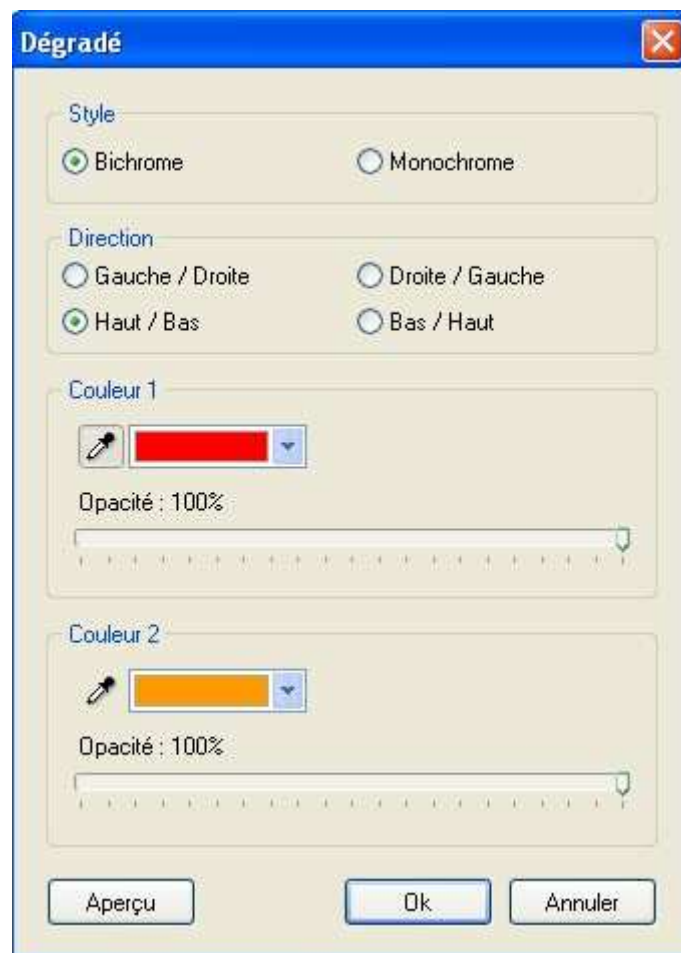 Dégradé
Style
Bichrome Monochrome
Direction
Gauche / Droite Droite / Gauche
Haut / Bas Bas / Haut
Couleur 1
Opacité : 100%
Couleur 2
Opacité : 100%
Aperçu Ok Annuler